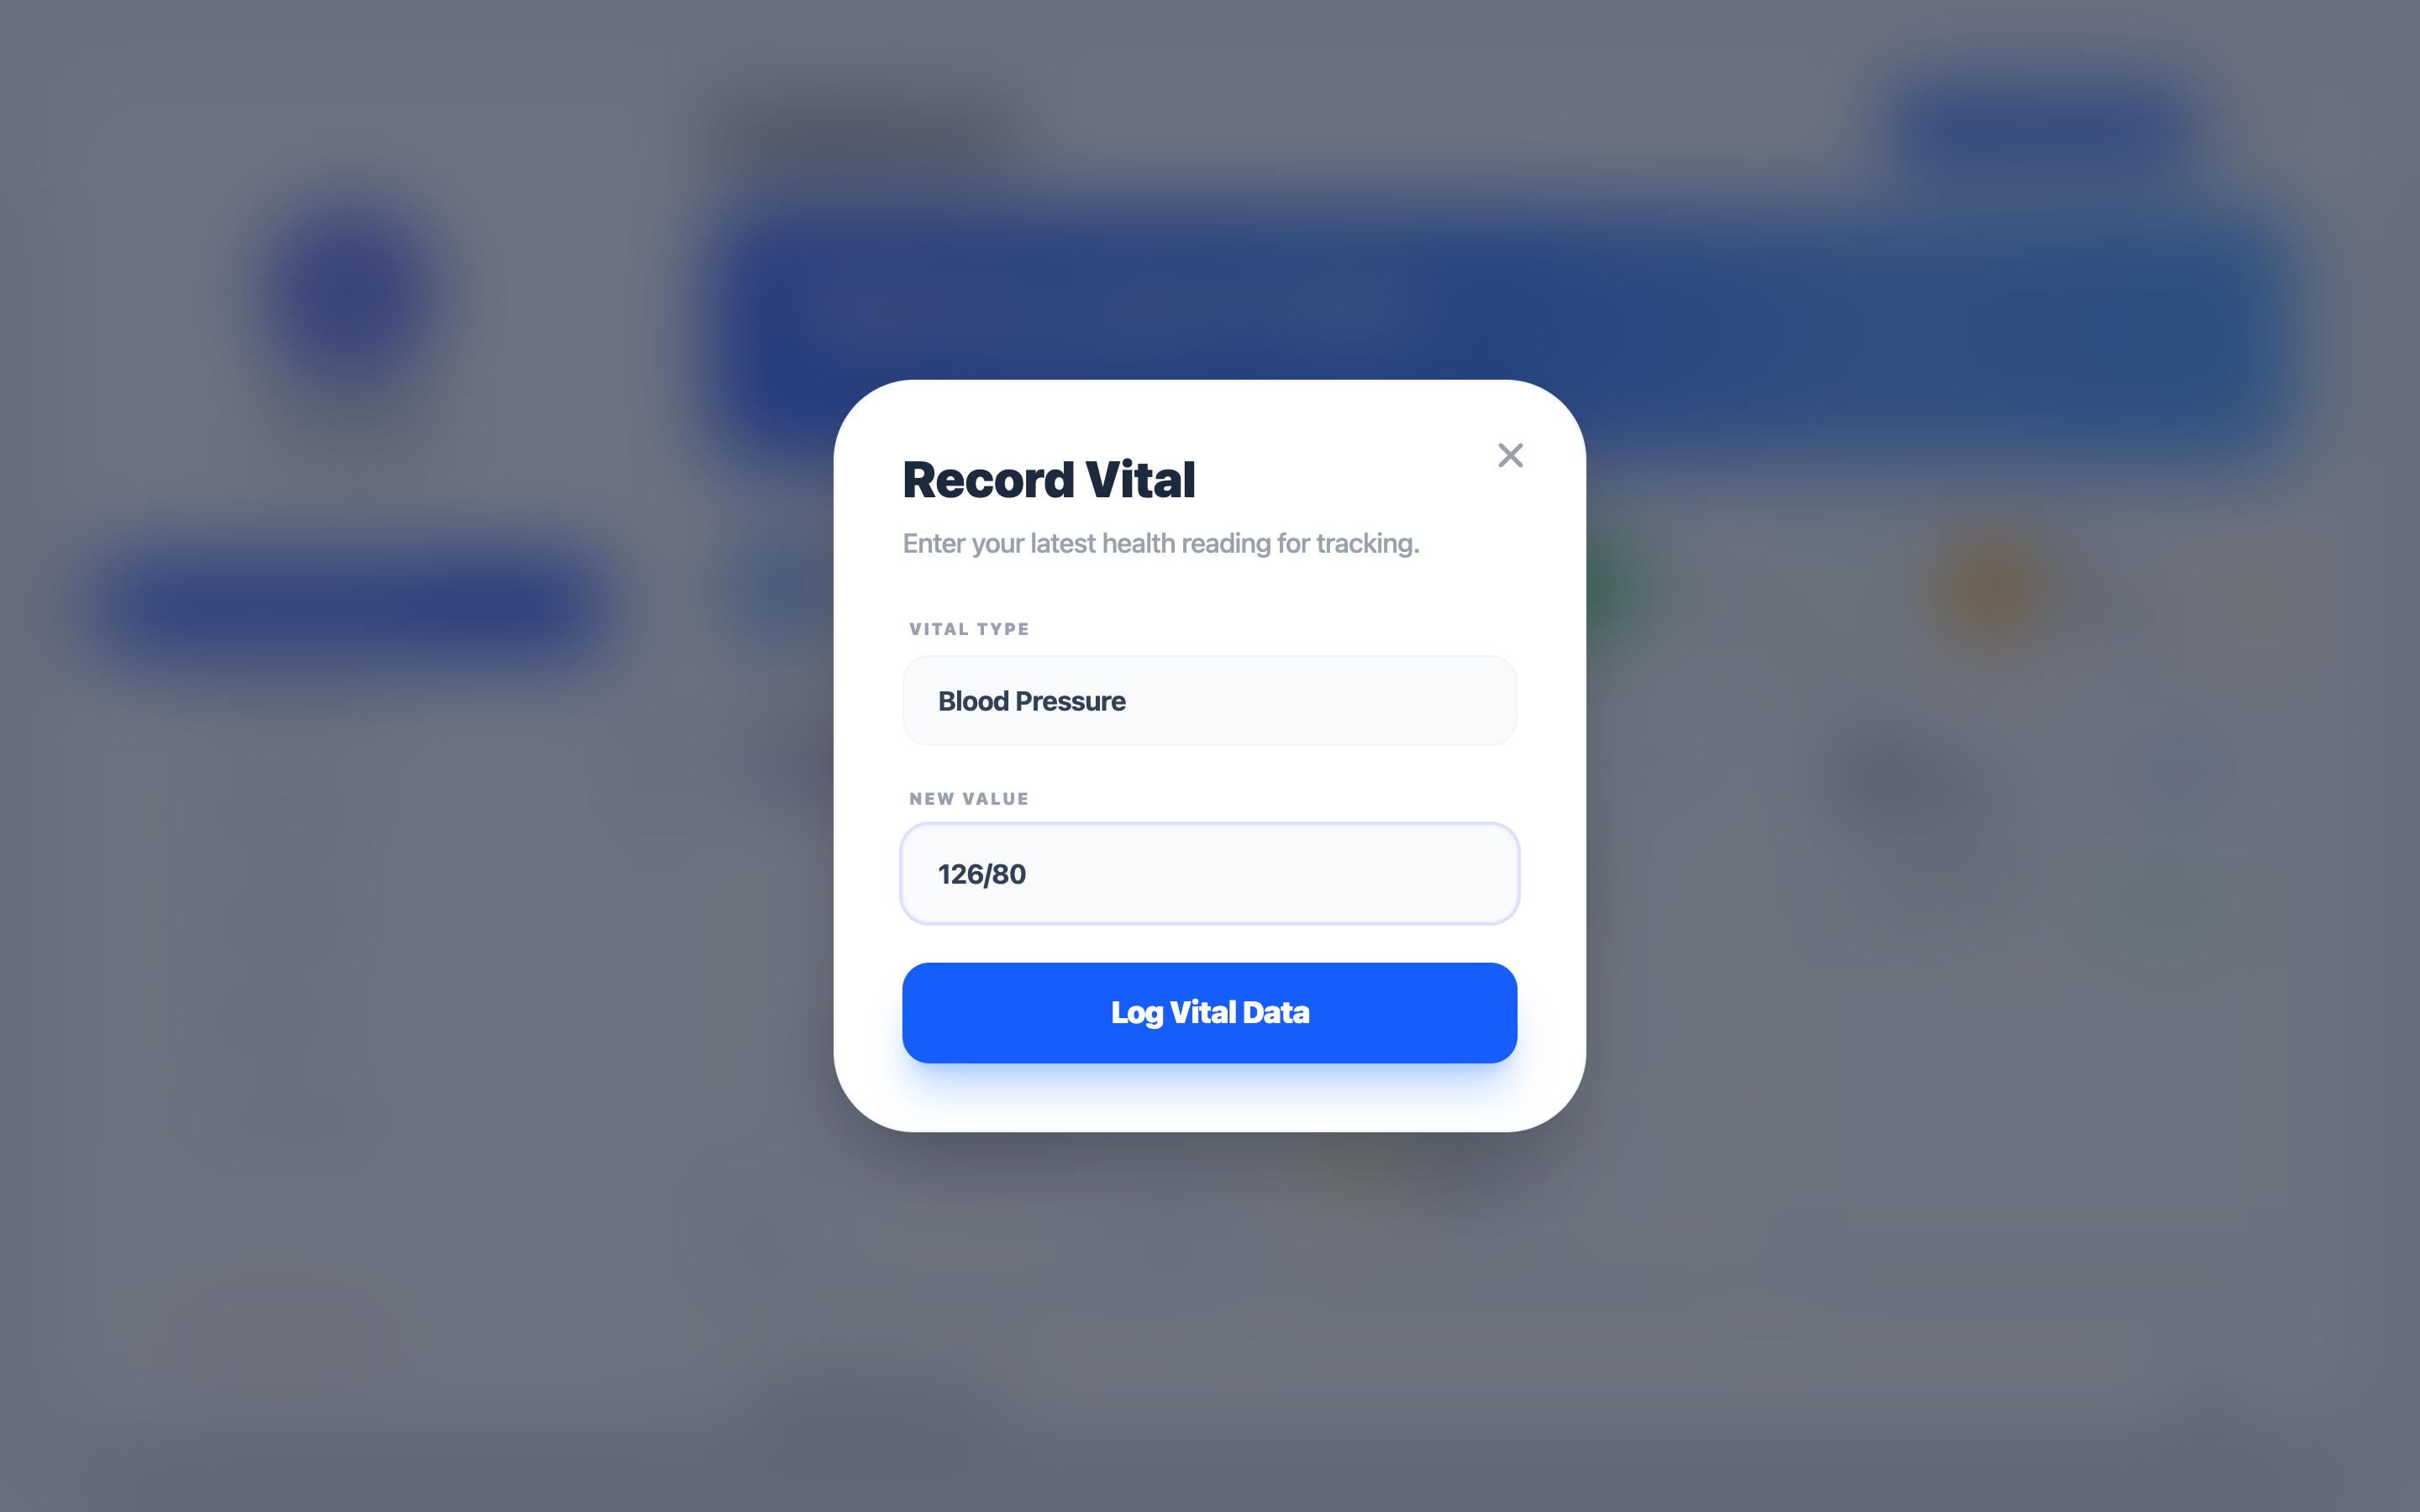 Record Vital
Enter your latest health reading for tracking.
VITAL TYPE
Blood Pressure
NEW VALUE
126/80
Log Vital Data